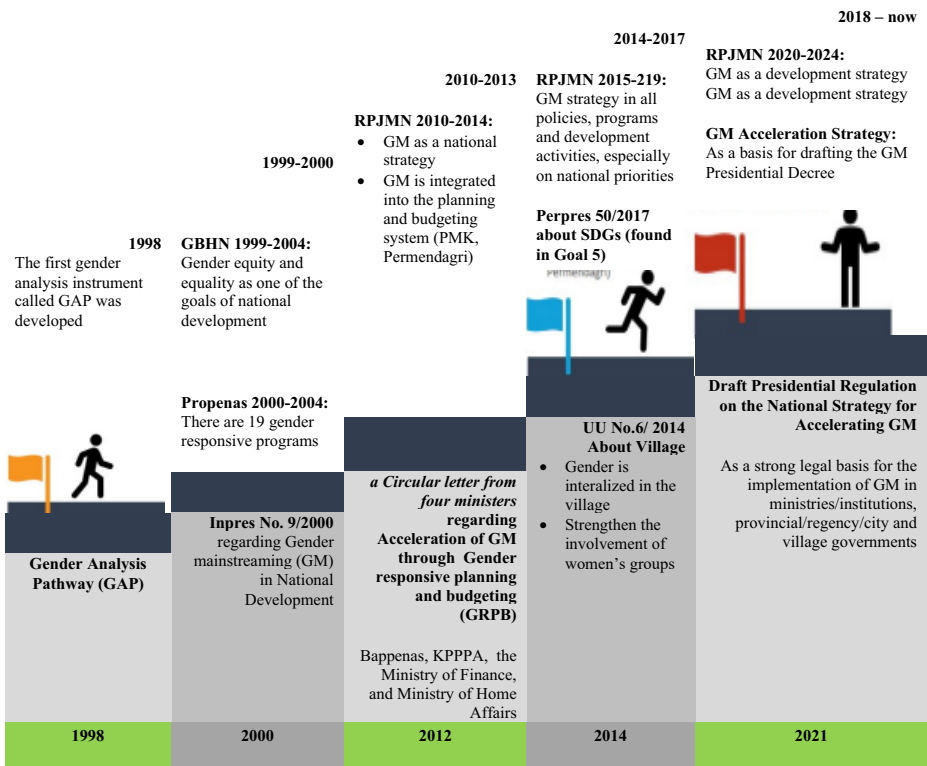 1998
The first gender
analysis instrument
called GAP was
developed
Gender Analysis
Pathway (GAP)
1998
1999-2000
GBHN 1999-2004:
Gender equity and
equality as one of the
goals of national
development
Propenas 2000-2004:
There are 19 gender
responsive programs
Inpres No. 9/2000
regarding Gender
mainstreaming (GM)
in National
Development
2000
2010-2013
RPJMN 2010-2014:
• GM as a national
strategy
• GM is integrated
into the planning
and budgeting
system (PMK,
Permendagri)
a Circular letter from
four ministers
regarding
Acceleration of GM
through Gender
responsive planning
and budgeting
(GRPB)
Bappenas, KPPPA, the
Ministry of Finance,
and Ministry of Home
Affairs
2012
2014-2017
RPJMN 2015-219:
GM strategy in all
policies, programs
and development
activities, especially
on national priorities
Perpres 50/2017
about SDGs (found
in Goal 5)
Permendagri)
UU No.6/ 2014
About Village
• Gender is
interalized in the
village
• Strengthen the
involvement of
women's groups
2014
2018 – now
RPJMN 2020-2024:
GM as a development strategy
GM as a development strategy
GM Acceleration Strategy:
As a basis for drafting the GM
Presidential Decree
Draft Presidential Regulation
on the National Strategy for
Accelerating GM
As a strong legal basis for the
implementation of GM in
ministries/institutions,
provincial/regency/city and
village governments
2021